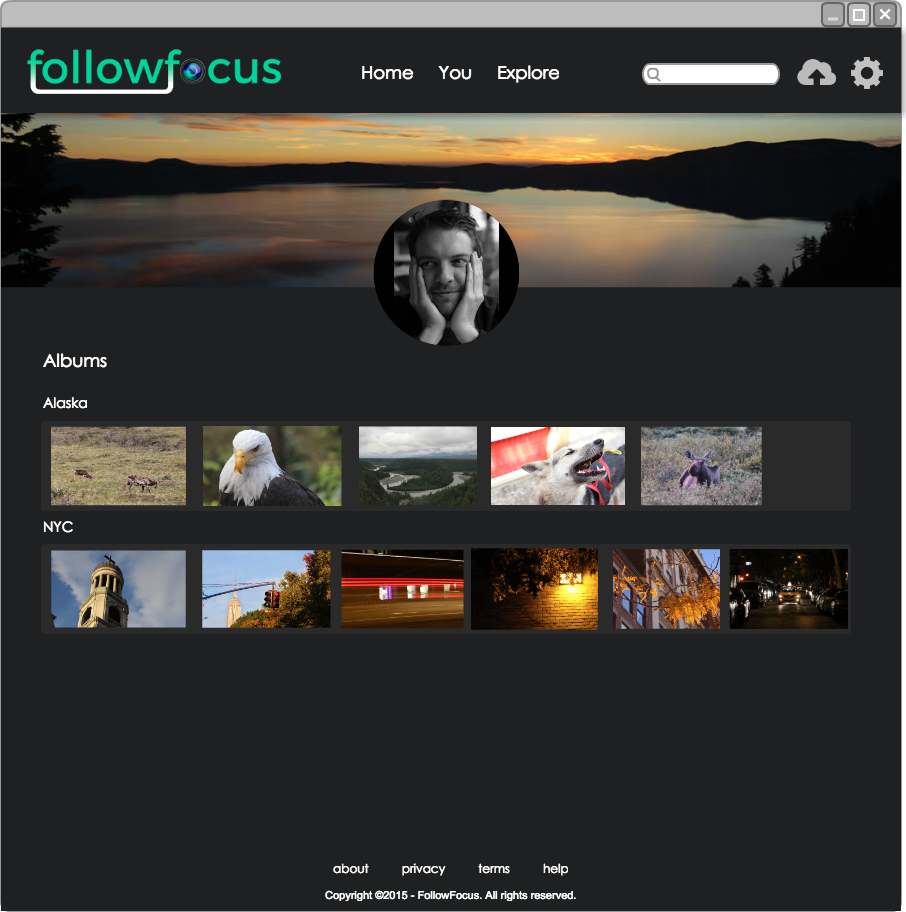 followfocus
Home You Explore
Albums
Alaska
NYC
about privacy terms help
Copyright ©2015 - FollowFocus. All rights reserved.